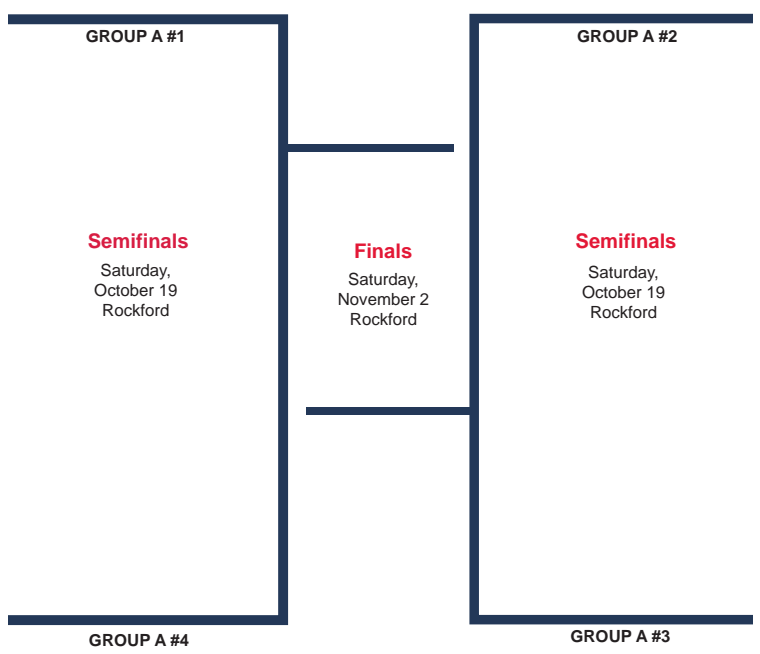 GROUP A #1
GROUP A #2
Semifinals
Saturday,
October 19
Rockford
Finals
Saturday,
November 2
Rockford
Semifinals
Saturday,
October 19
Rockford
GROUP A #4
GROUP A #3